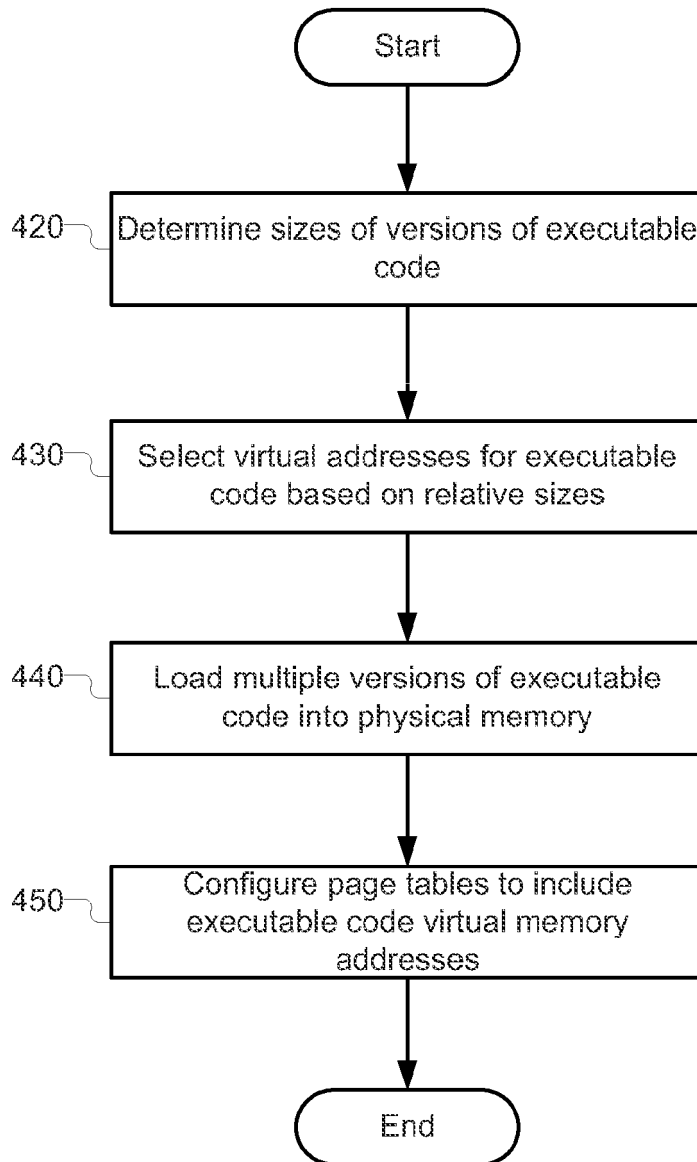 Start
420
Determine sizes of versions of executable
code
430
Select virtual addresses for executable
code based on relative sizes
440
Load multiple versions of executable
code into physical memory
450
Configure page tables to include
executable code virtual memory
addresses
End